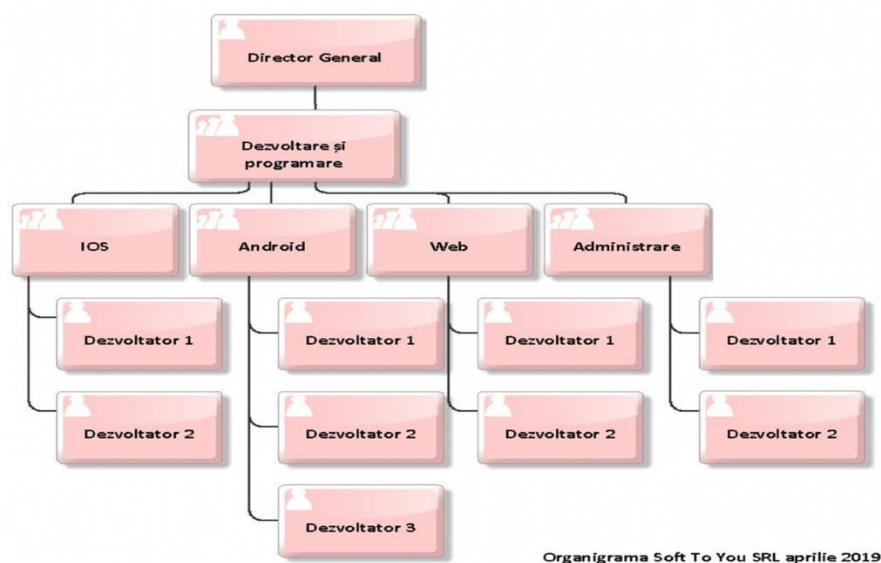 Director General
Dezvoltare și
programare
IOS
Android
Web
Administrare
Dezvoltator 1
Dezvoltator 1
Dezvoltator 1
Dezvoltator 1
Dezvoltator 2
Dezvoltator 2
Dezvoltator 2
Dezvoltator 2
Dezvoltator 3
Organigrama Soft To You SRL aprilie 2019